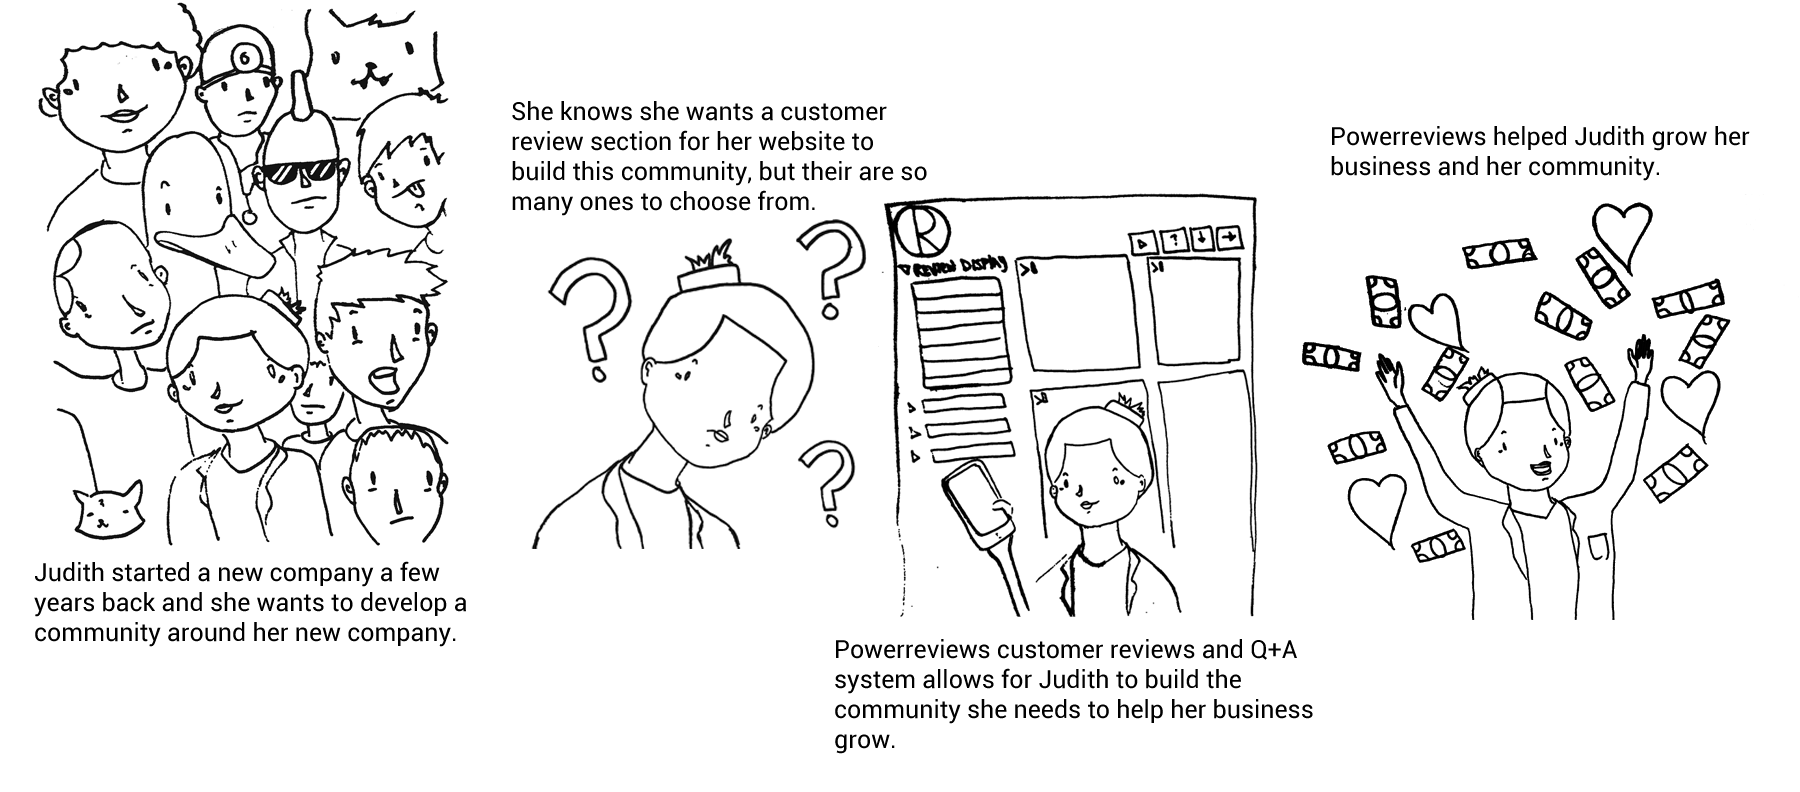 6
Judith started a new company a few
years back and she wants to develop a
community around her new company.
She knows she wants a customer
review section for her website to
build this community, but their are so
many ones to choose from.
? ? ?
R
REVIEW DISPLAY
?
Powerreviews customer reviews and Q+A
system allows for Judith to build the
community she needs to help her business
grow.
Powerreviews helped Judith grow her
business and her community.